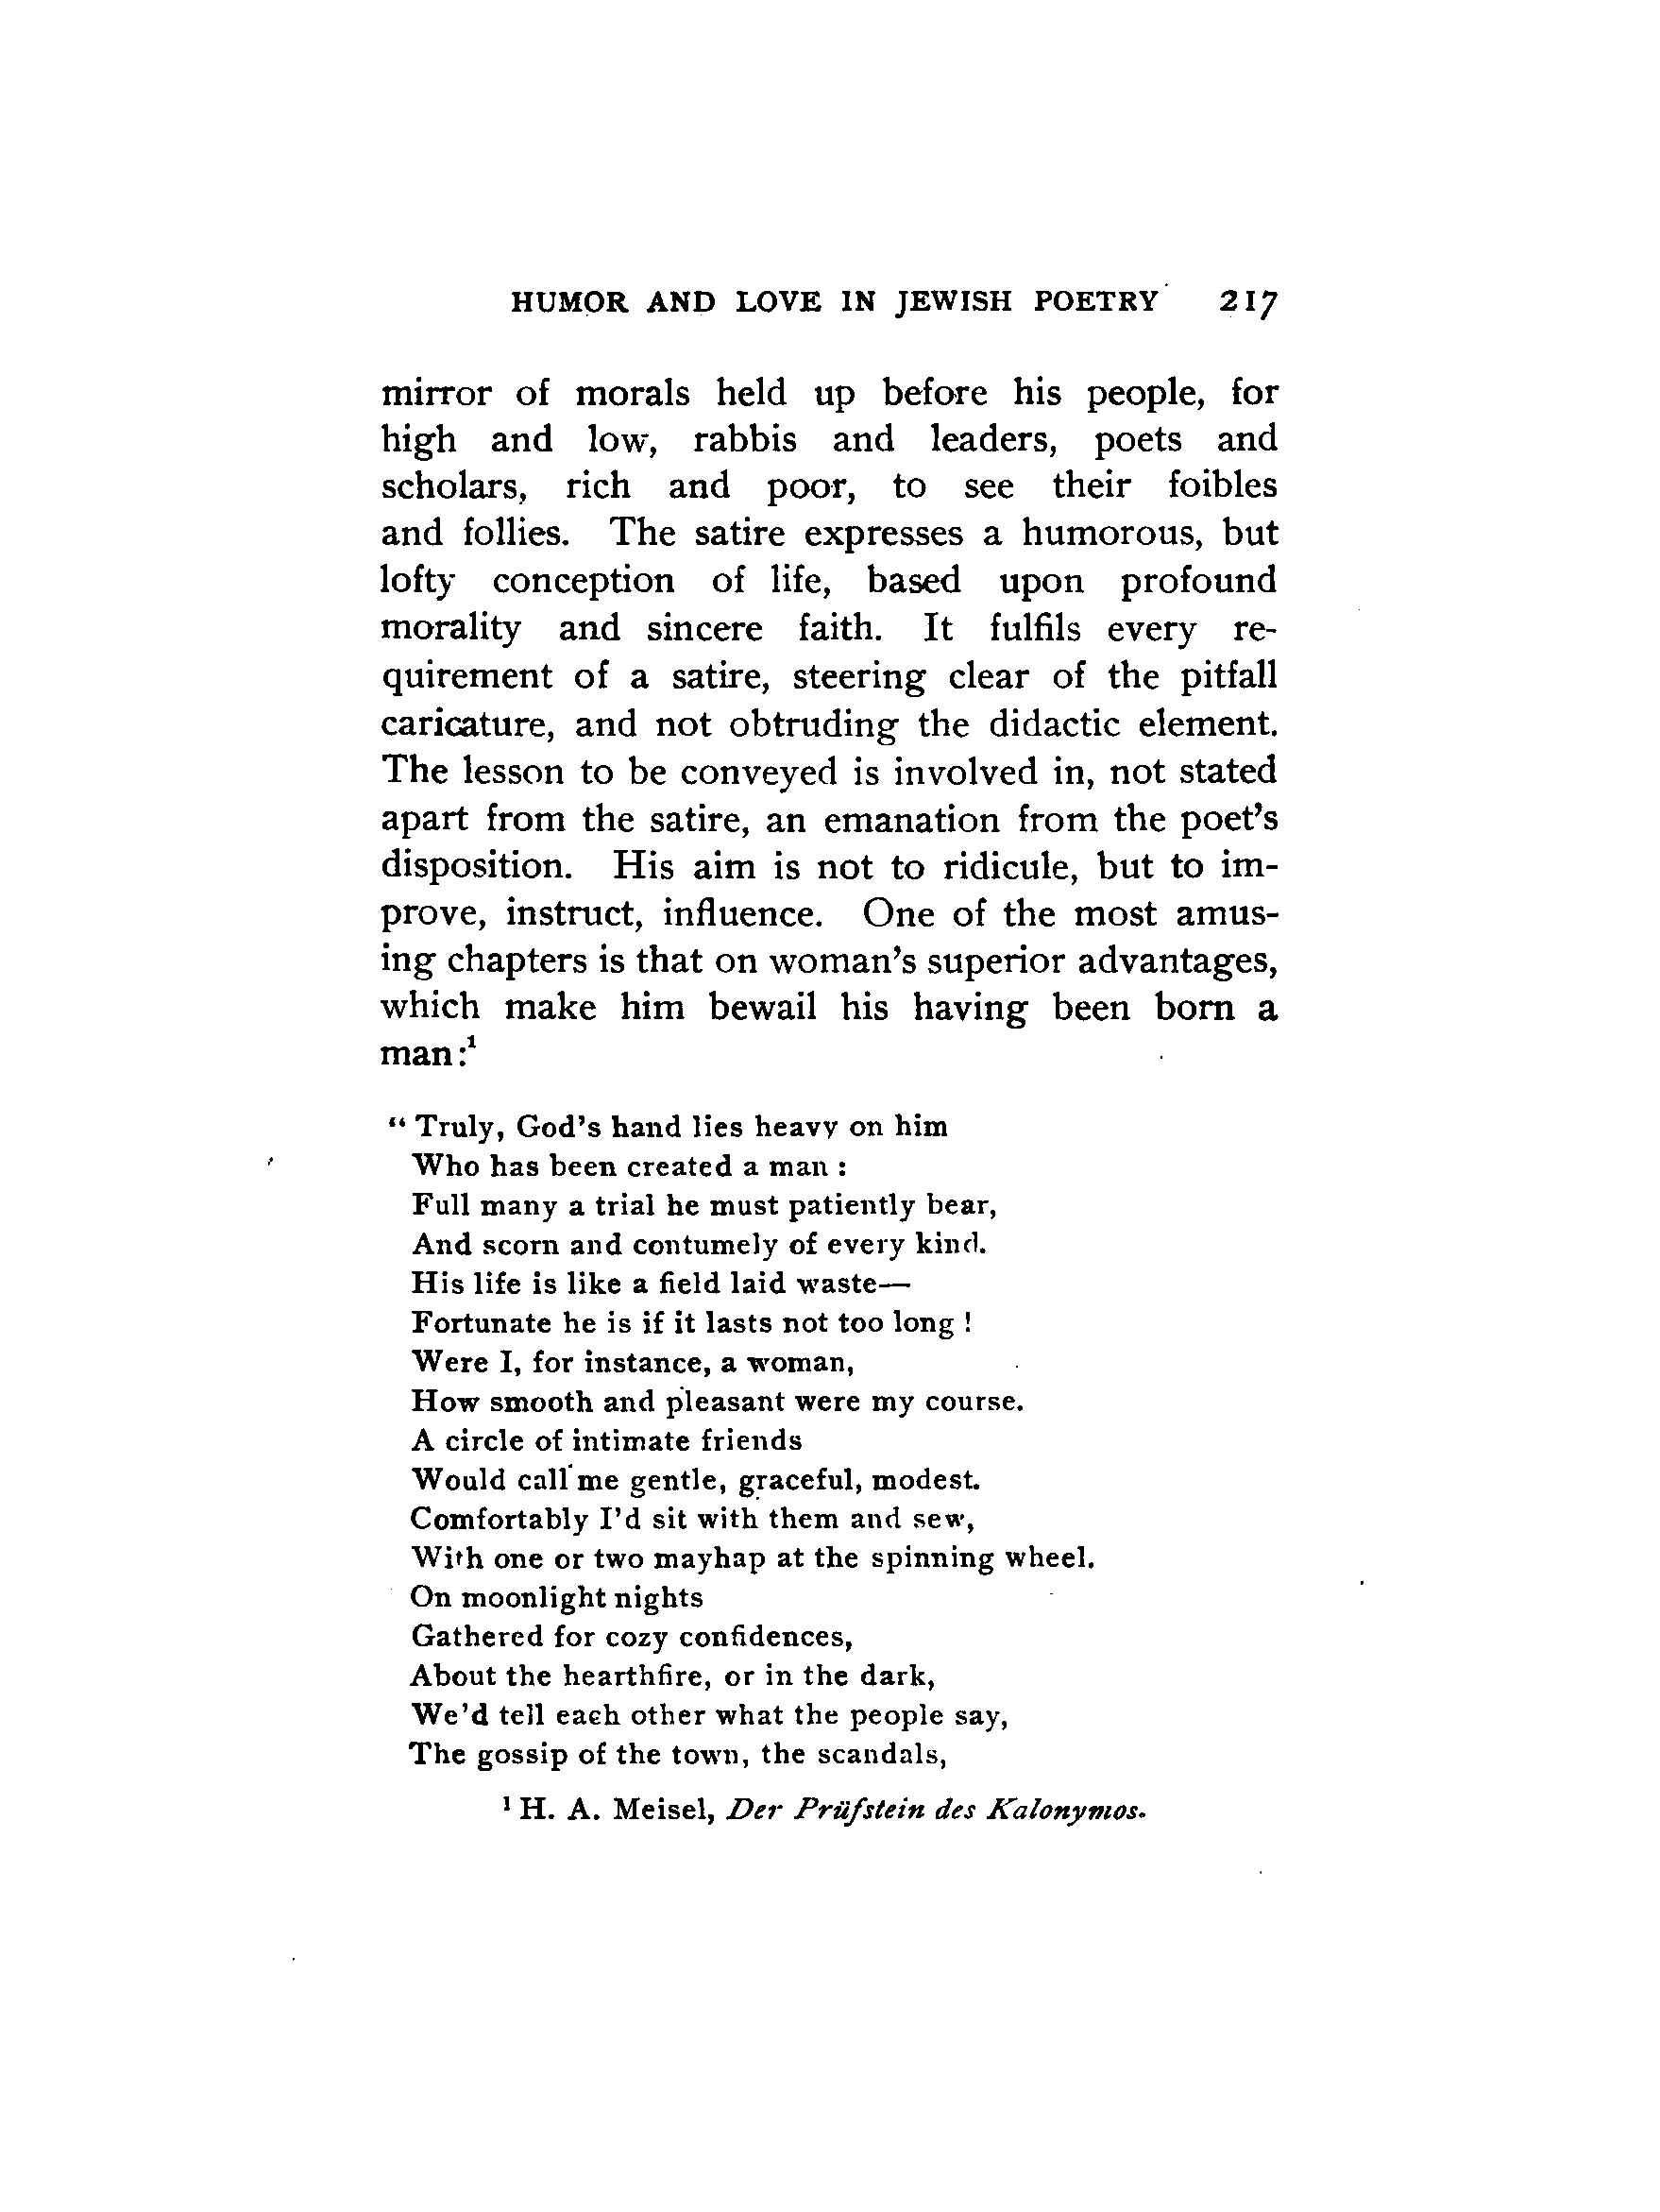 HUMOR AND LOVE IN JEWISH POETRY 217
mirror of morals held up before his people, for
high and low, rabbis and leaders, poets and
scholars, rich and poor, to see their foibles
and follies. The satire expresses a humorous, but
lofty conception of life, based upon profound
morality and sincere faith. It fulfils every re-
quirement of a satire, steering clear of the pitfall
caricature, and not obtruding the didactic element.
The lesson to be conveyed is involved in, not stated
apart from the satire, an emanation from the poet's
disposition. His aim is not to ridicule, but to im-
prove, instruct, influence. One of the most amus-
ing chapters is that on woman's superior advantages,
which make him bewail his having been born a
man:¹
“ Truly, God's hand lies heavy on him
Who has been created a man :
Full many a trial he must patiently bear,
And scorn and contumely of every kind.
His life is like a field laid waste—
Fortunate he is if it lasts not too long !
Were I, for instance, a woman,
How smooth and pleasant were my course.
A circle of intimate friends
Would call me gentle, graceful, modest.
Comfortably I'd sit with them and sew,
With one or two mayhap at the spinning wheel.
On moonlight nights
Gathered for cozy confidences,
About the hearthfire, or in the dark,
We'd tell each other what the people say,
The gossip of the town, the scandals,
¹ H. A. Meisel, Der Prüfstein des Kalonymos.